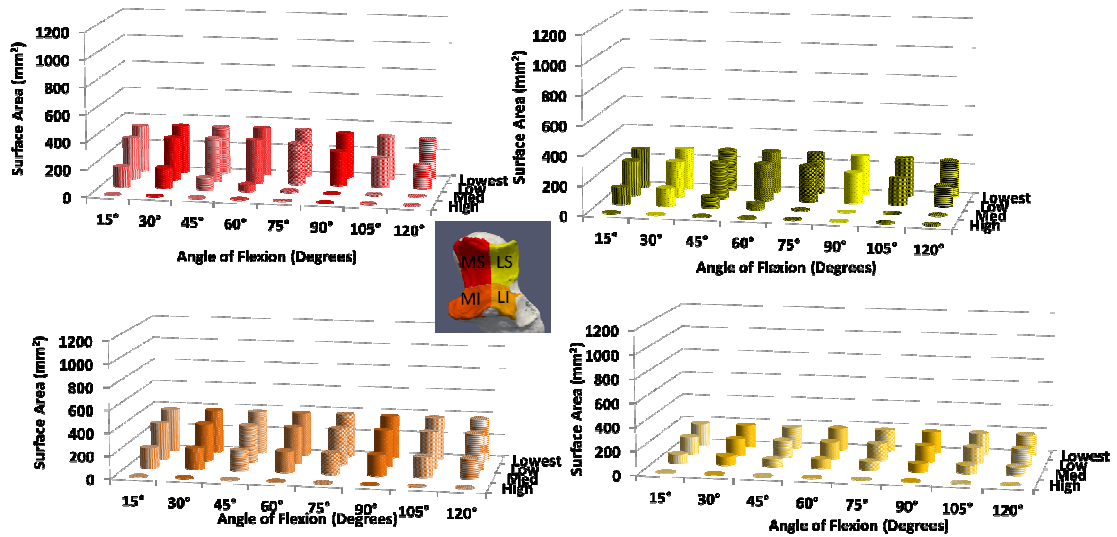 1200
1000
800
600
400
200
0
Surface Area (mm²)
15° 30° 45° 60° 75° 90° 105° 120°
Lowest
Low
Med
High
Angle of Flexion (Degrees)
1200
1000
800
600
400
200
0
Surface Area (mm²)
15° 30° 45° 60° 75° 90° 105° 120°
Lowest
Low
Med
High
Angle of Flexion (Degrees)
MS LS
MI LI
1200
1000
800
600
400
200
0
Surface Area (mm²)
15° 30° 45° 60° 75° 90° 105° 120°
Lowest
Low
Med
High
Angle of Flexion (Degrees)
1200
1000
800
600
400
200
0
Surface Area (mm²)
15° 30° 45° 60° 75° 90° 105° 120°
Lowest
Low
Med
High
Angle of Flexion (Degrees)